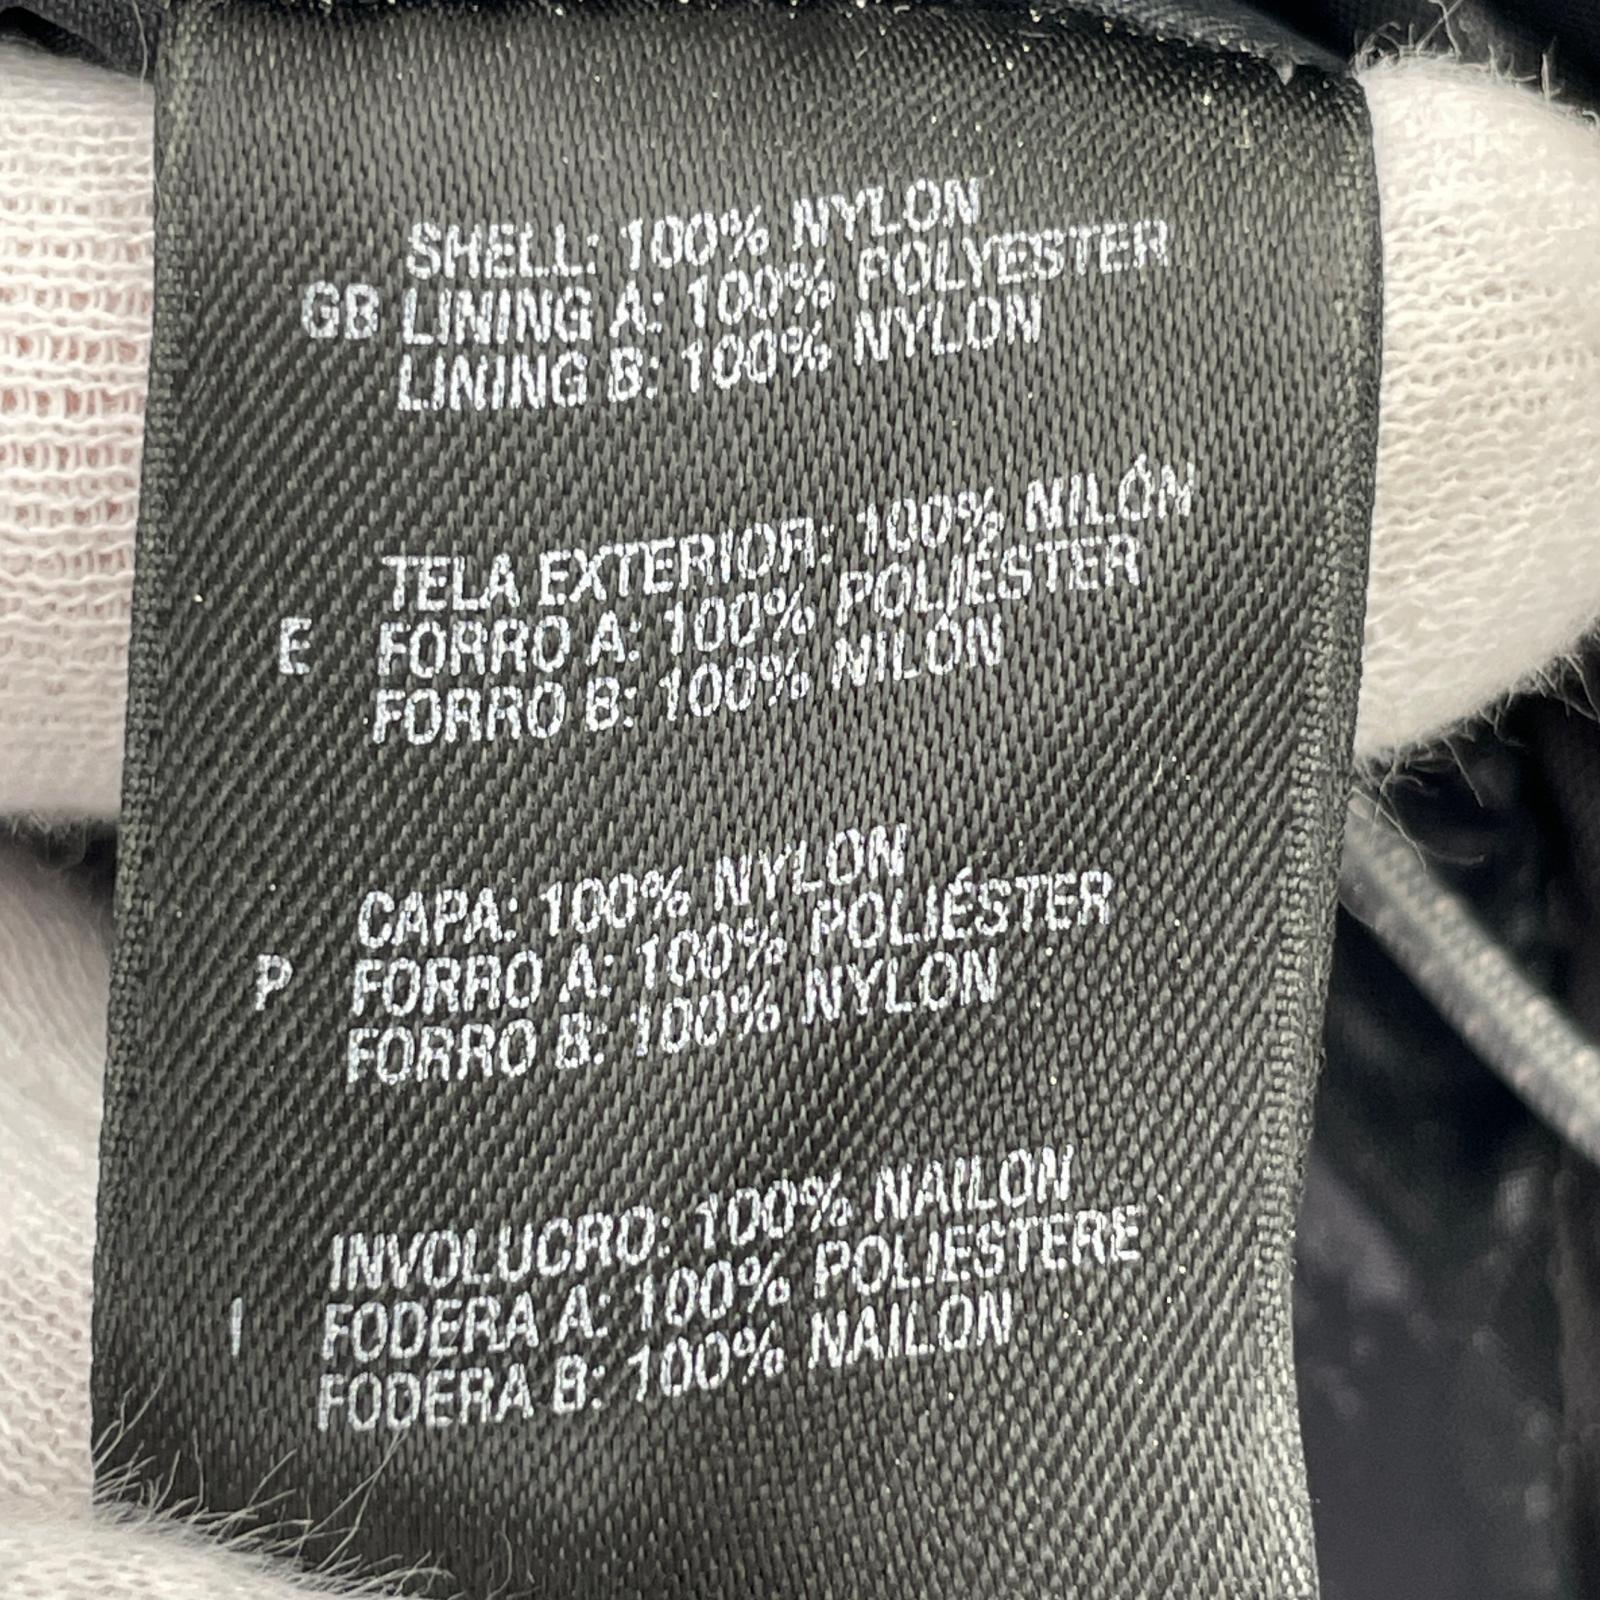 SHELL: 100% NYLON
GB LINING A: 100% POLYESTER
LINING B: 100% NYLON
TELA EXTERIOR: 100% NILÓN
E FORRO A: 100% POLIESTER
FORRO B: 100% NILÓN
CAPA: 100% NYLON
P FORRO A: 100% POLIÉSTER
FORRO B: 100% NYLON
INVOLUCRO: 100% NAILON
I FODERA A: 100% POLIESTERE
FODERA B: 100% NAILON